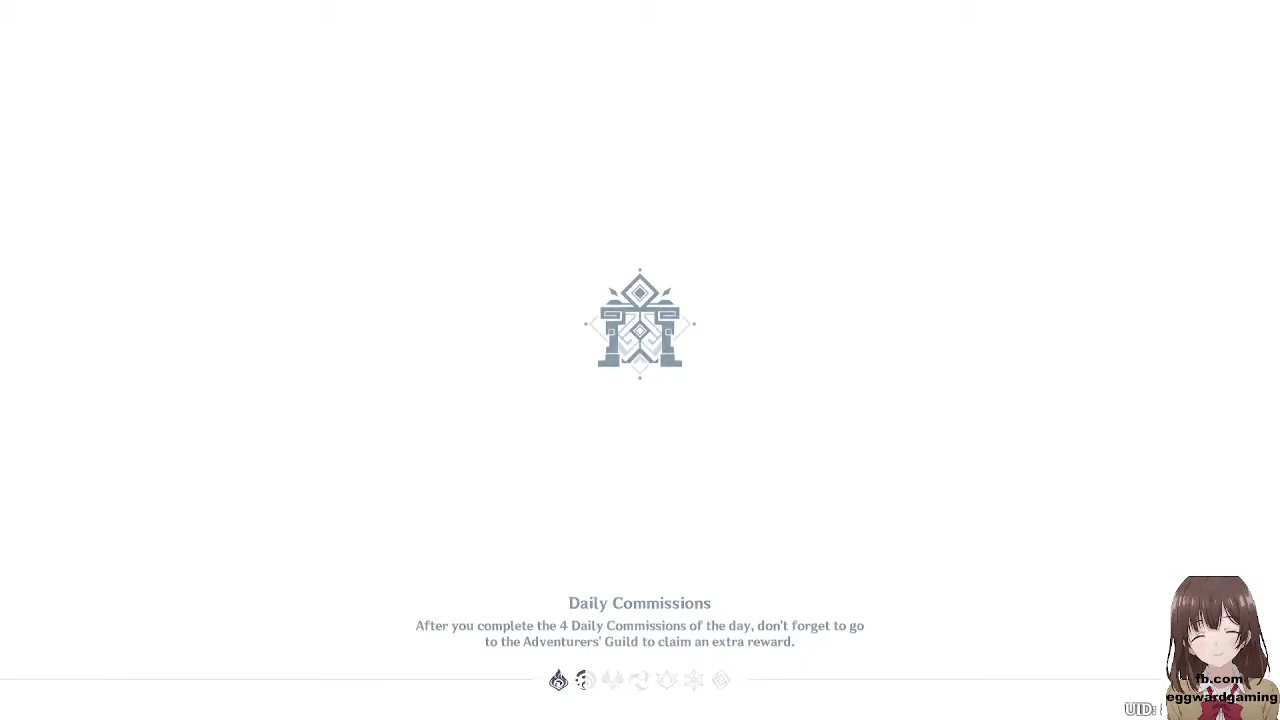 Daily Commissions
After you complete the 4 Daily Commissions of the day, don't forget to go
to the Adventurers' Guild to claim an extra reward.
fb.com
eggwardgaming
UID: